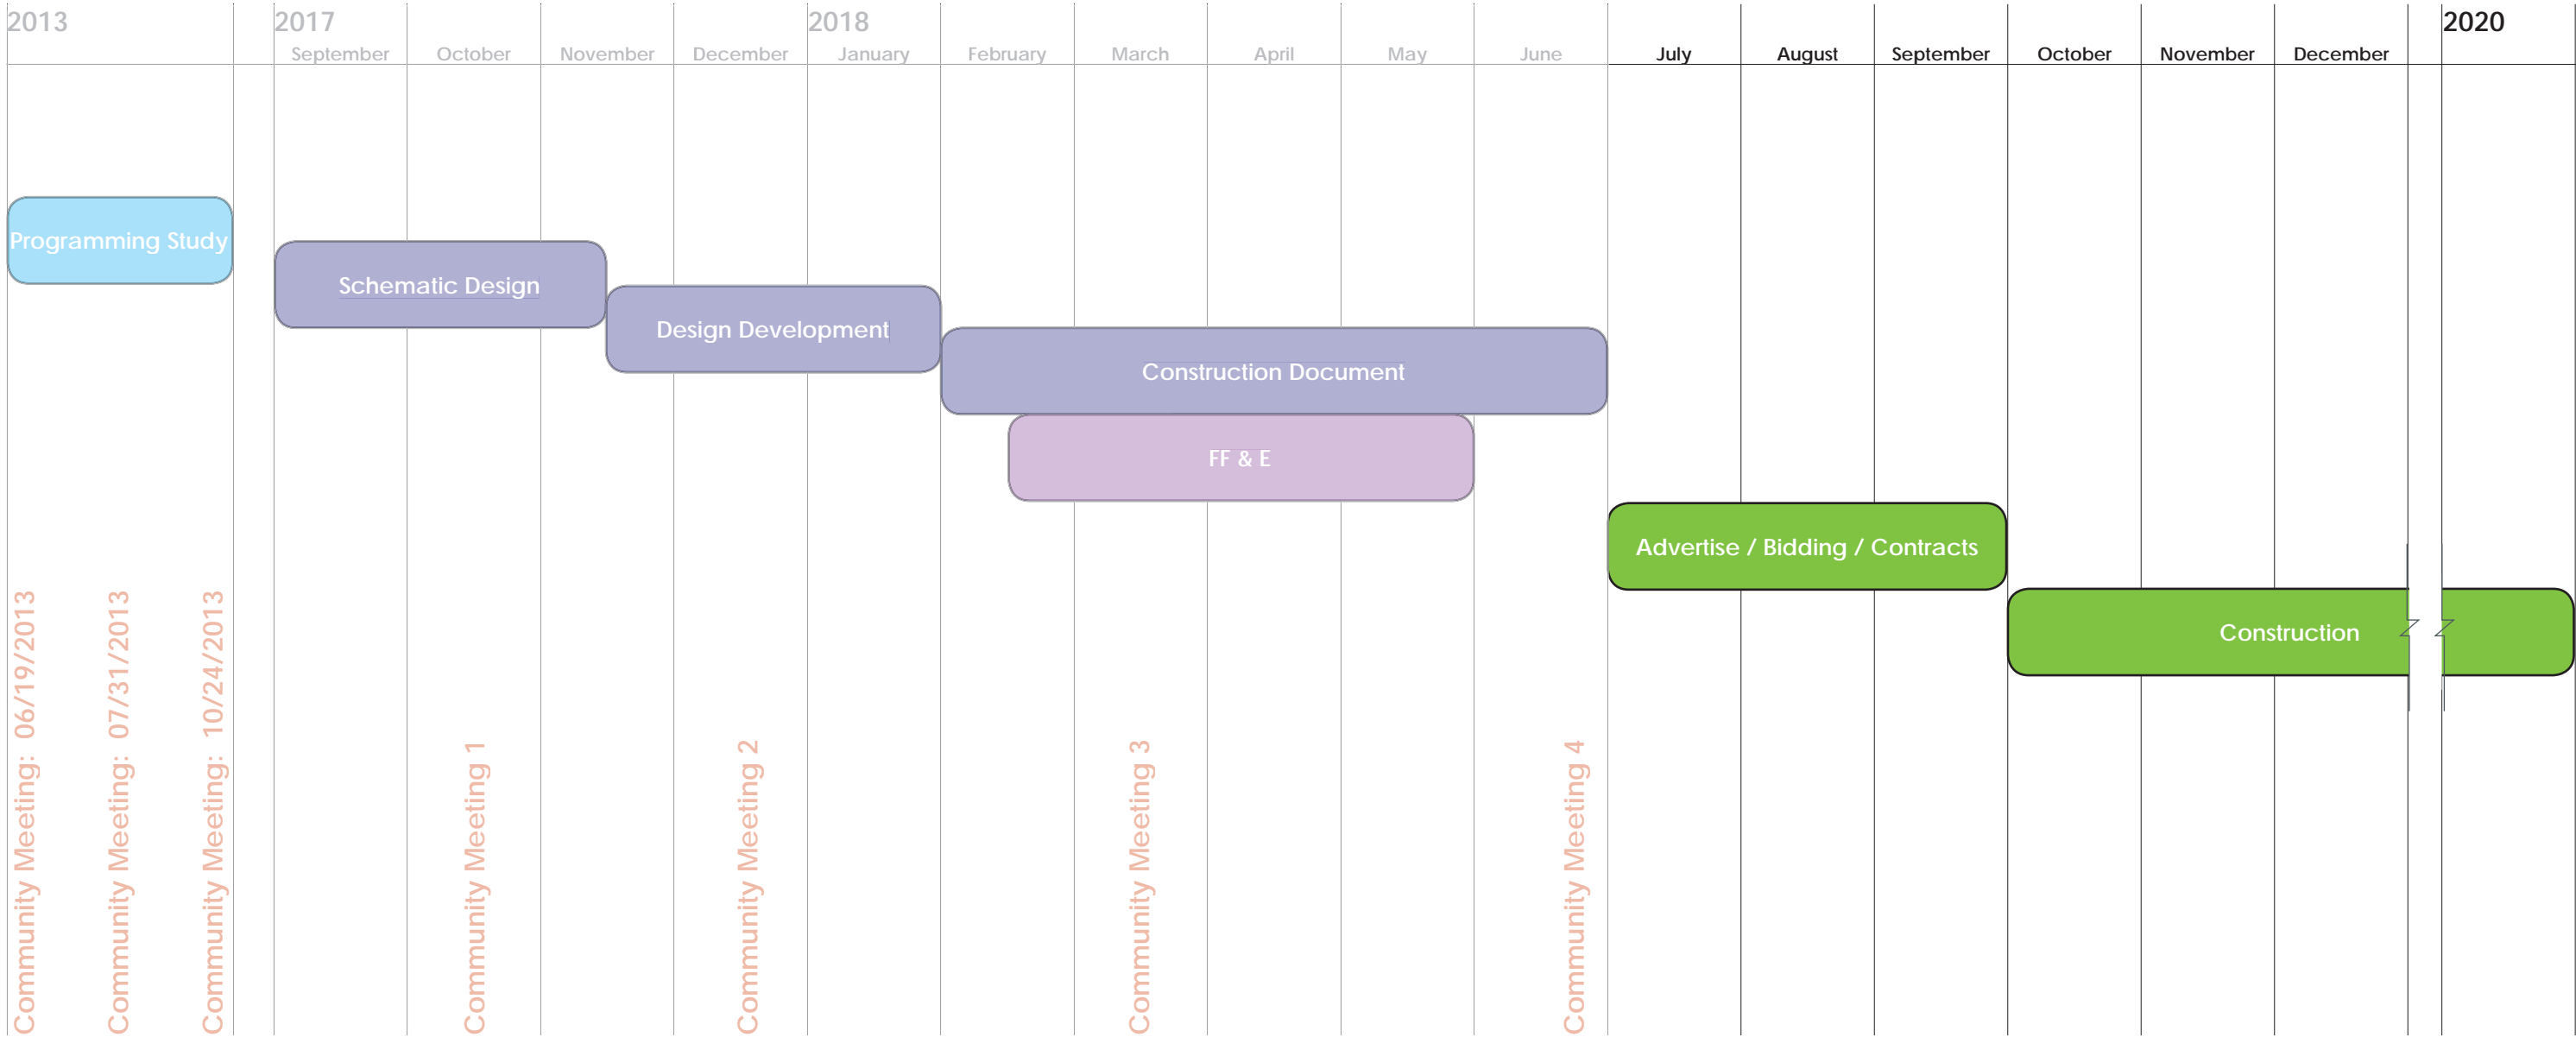 2013
2017
2018
2020
September
October
November
December
January
February
March
April
May
June
July
August
September
October
November
December
Programming Study
Schematic Design
Design Development
Construction Document
FF & E
Advertise / Bidding / Contracts
Construction
Community Meeting: 06/19/2013
Community Meeting: 07/31/2013
Community Meeting: 10/24/2013
Community Meeting 1
Community Meeting 2
Community Meeting 3
Community Meeting 4